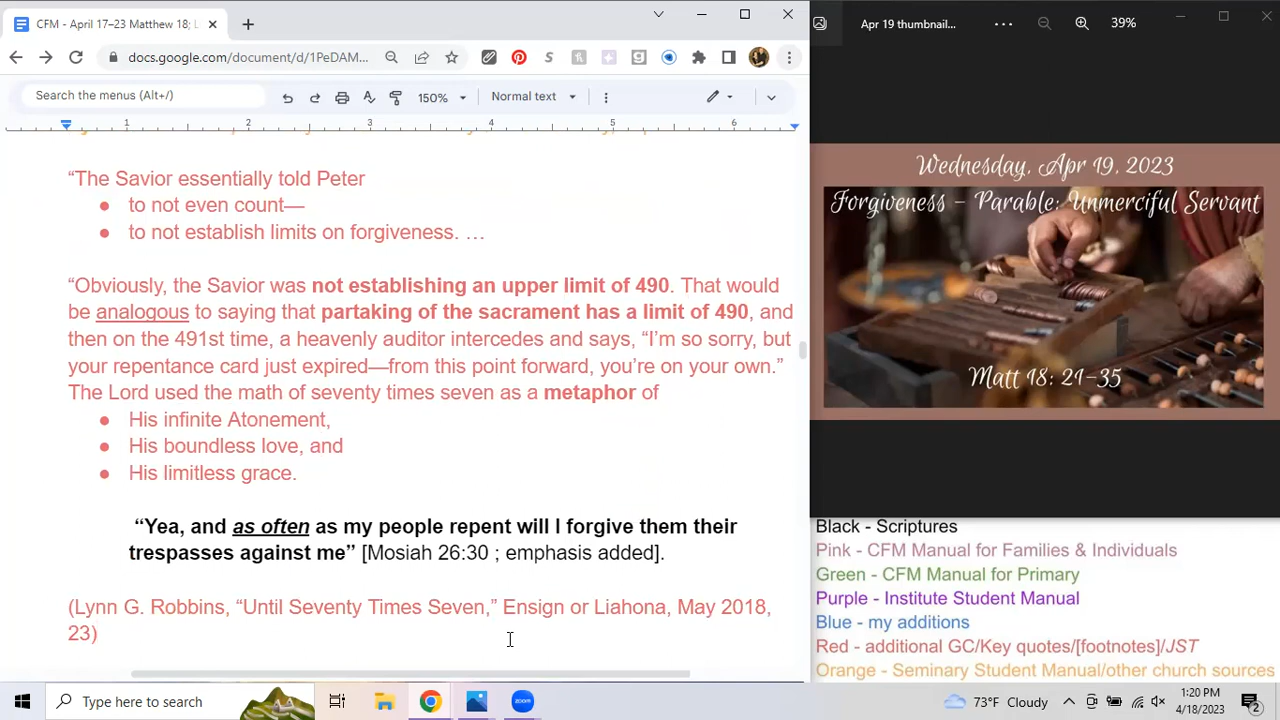 CFM - April 17–23 Matthew 18; L
docs.google.com/document/d/1PeDAM...
Search the menus (Alt+/)
150%
Normal text
1 2 3 4 5 6
“The Savior essentially told Peter
● to not even count—
● to not establish limits on forgiveness. …
“Obviously, the Savior was not establishing an upper limit of 490. That would
be analogous to saying that partaking of the sacrament has a limit of 490, and
then on the 491st time, a heavenly auditor intercedes and says, “I’m so sorry, but
your repentance card just expired—from this point forward, you’re on your own.”
The Lord used the math of seventy times seven as a metaphor of
● His infinite Atonement,
● His boundless love, and
● His limitless grace.
“Yea, and as often as my people repent will I forgive them their
trespasses against me” [Mosiah 26:30 ; emphasis added].
(Lynn G. Robbins, “Until Seventy Times Seven,” Ensign or Liahona, May 2018,
23)
Apr 19 thumbnail...
39%
Wednesday, Apr 19, 2023
Forgiveness - Parable: Unmerciful Servant
Matt 18: 21-35
Black - Scriptures
Pink - CFM Manual for Families & Individuals
Green - CFM Manual for Primary
Purple - Institute Student Manual
Blue - my additions
Red - additional GC/Key quotes/[footnotes]/JST
Orange - Seminary Student Manual/other church sources
Type here to search
zoom
73°F Cloudy
1:20 PM
4/18/2023
2